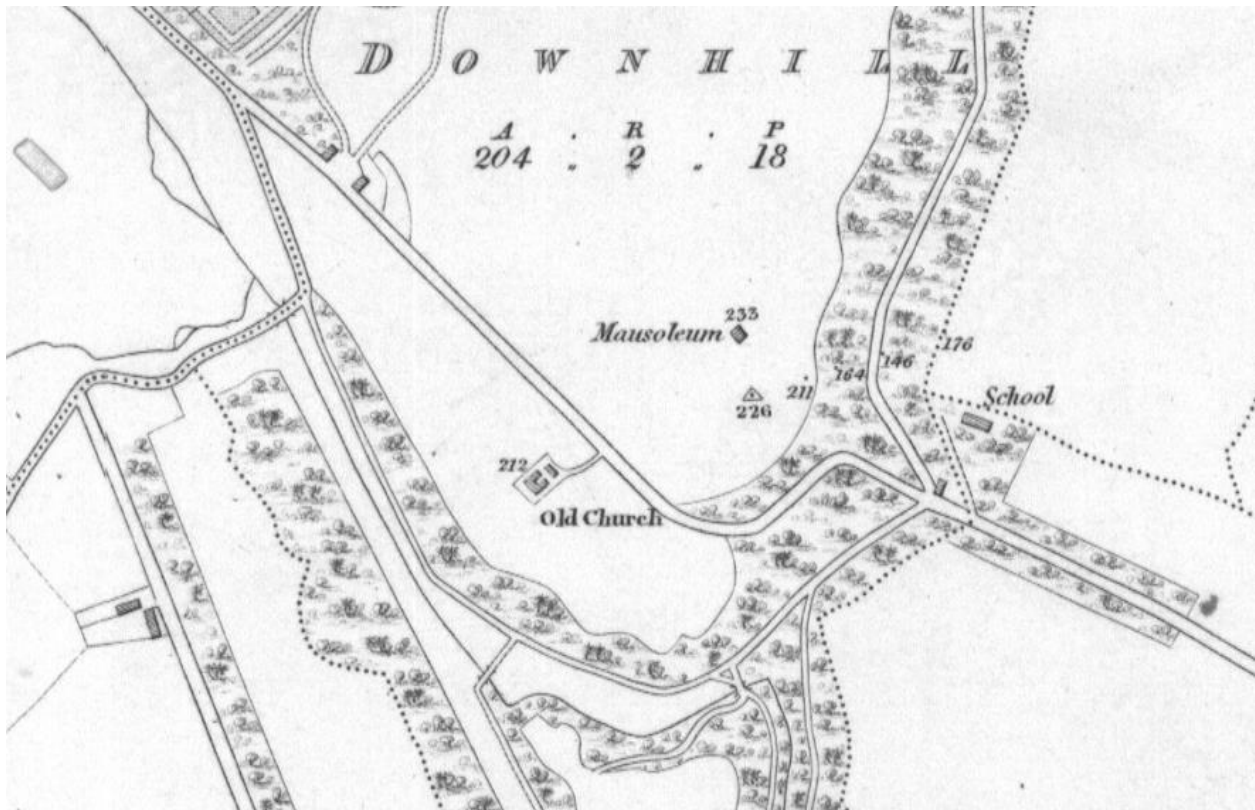 DOWNHILL
A . R . P
204 „ 2 „ 18
233
Mausoleum
164
146
176
211
226
School
212
Old Church